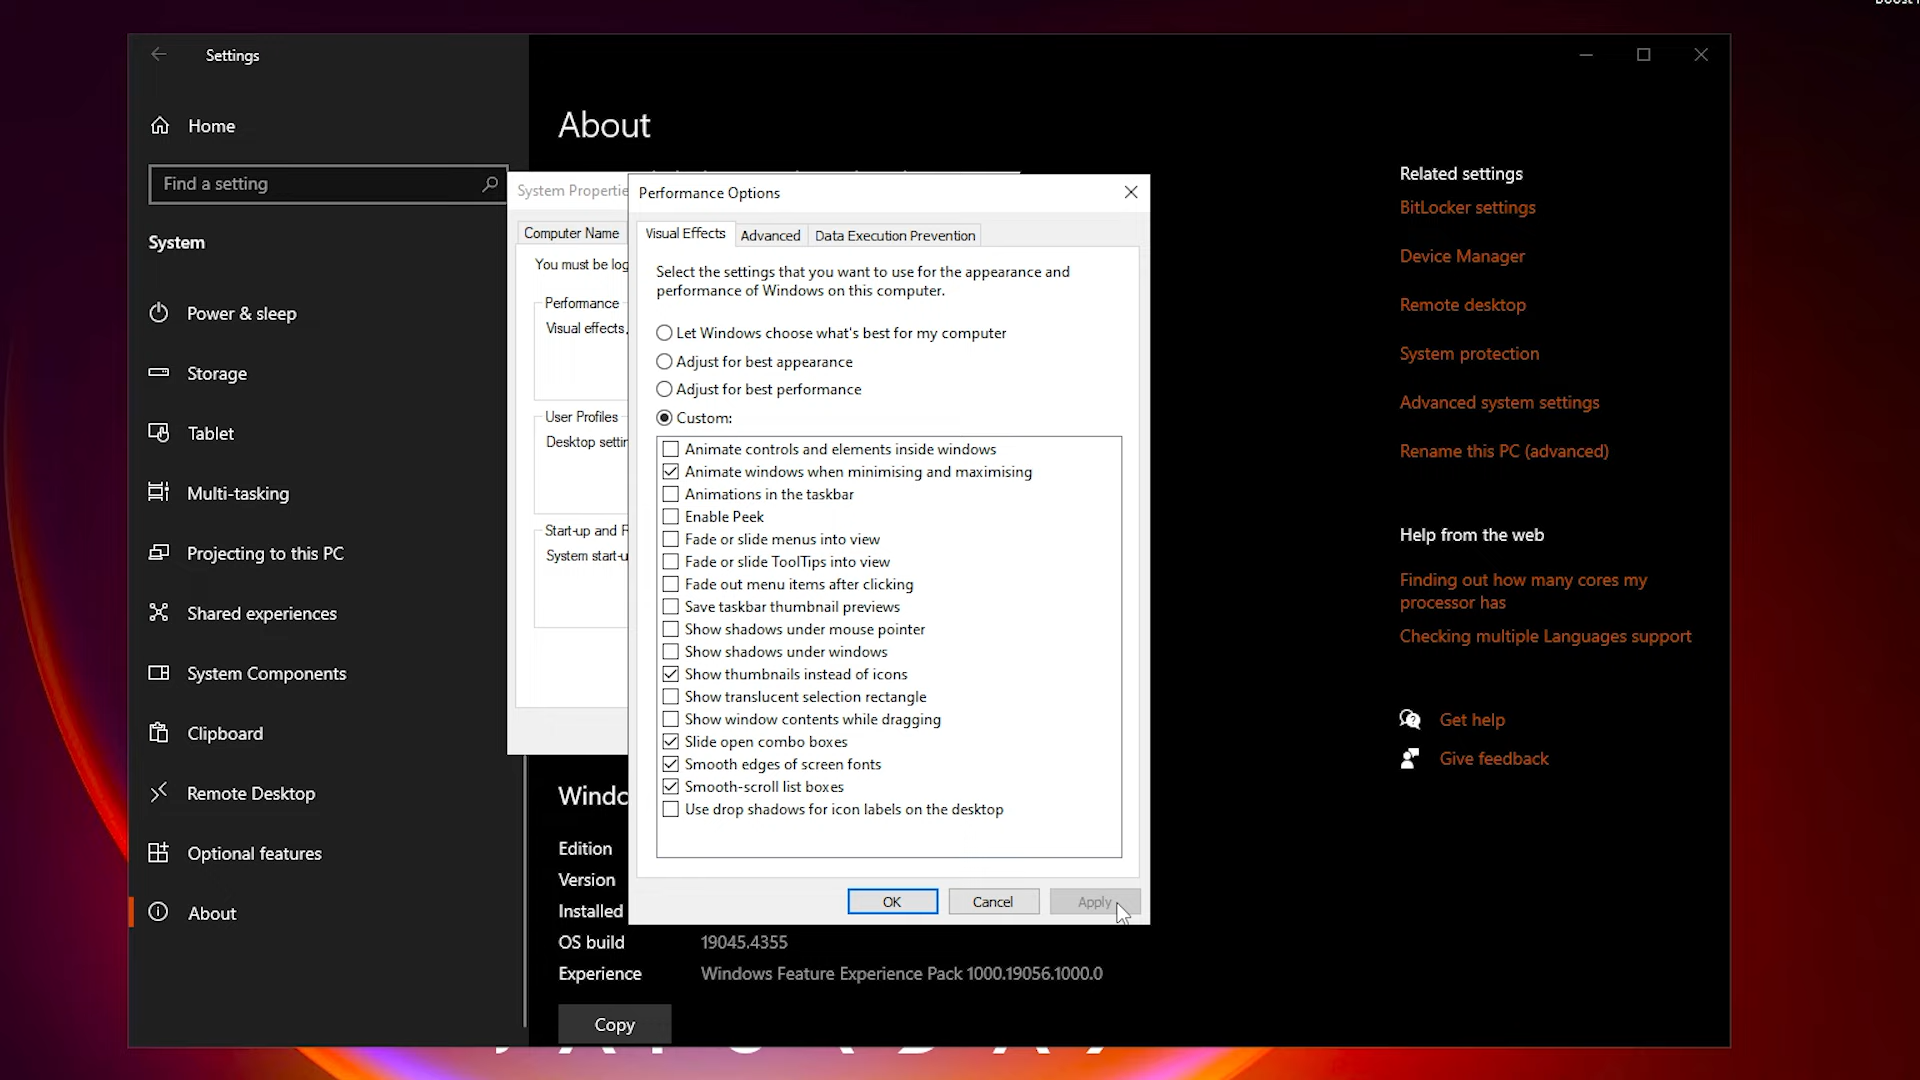 Settings
Home
Find a setting
System
Power & sleep
Storage
Tablet
Multi-tasking
Projecting to this PC
Shared experiences
System Components
Clipboard
Remote Desktop
Optional features
About
About
System Propertie
Computer Name
You must be log
Performance
Visual effects,
User Profiles
Desktop settin
Start-up and R
System start-u
Performance Options
Visual Effects
Advanced
Data Execution Prevention
Select the settings that you want to use for the appearance and
performance of Windows on this computer.
Let Windows choose what's best for my computer
Adjust for best appearance
Adjust for best performance
Custom:
Animate controls and elements inside windows
Animate windows when minimising and maximising
Animations in the taskbar
Enable Peek
Fade or slide menus into view
Fade or slide ToolTips into view
Fade out menu items after clicking
Save taskbar thumbnail previews
Show shadows under mouse pointer
Show shadows under windows
Show thumbnails instead of icons
Show translucent selection rectangle
Show window contents while dragging
Slide open combo boxes
Smooth edges of screen fonts
Smooth-scroll list boxes
Use drop shadows for icon labels on the desktop
OK
Cancel
Apply
Windo
Edition
Version
Installed
OS build 19045.4355
Experience Windows Feature Experience Pack 1000.19056.1000.0
Copy
Related settings
BitLocker settings
Device Manager
Remote desktop
System protection
Advanced system settings
Rename this PC (advanced)
Help from the web
Finding out how many cores my
processor has
Checking multiple Languages support
Get help
Give feedback